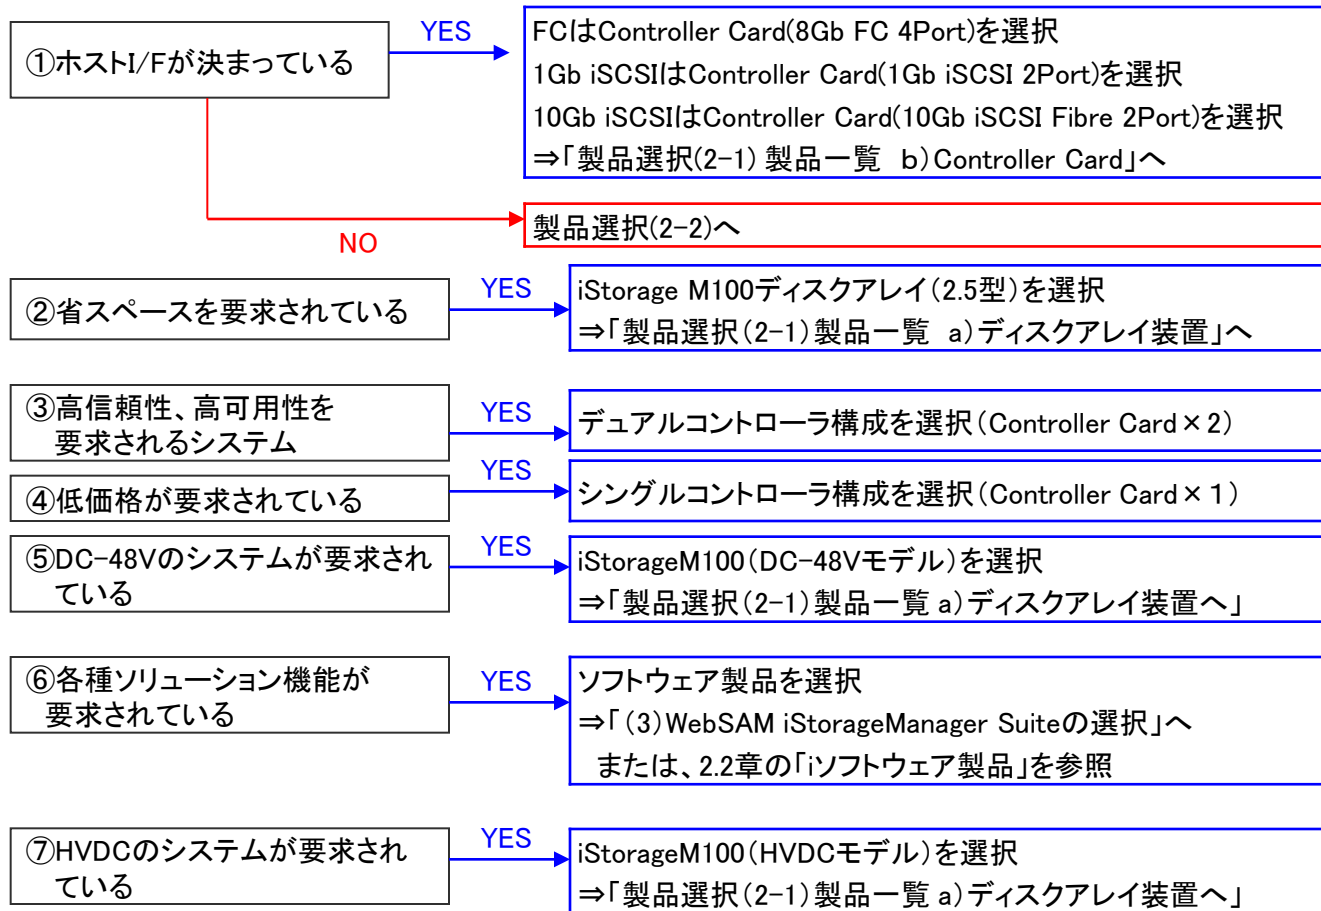 ①ホストI/Fが決まっている
YES
FCはController Card(8Gb FC 4Port)を選択
1Gb iSCSIはController Card(1Gb iSCSI 2Port)を選択
10Gb iSCSIはController Card(10Gb iSCSI Fibre 2Port)を選択
⇒「製品選択(2-1) 製品一覧　b）Controller Card」へ
NO
製品選択(2-2)へ
②省スペースを要求されている
YES
iStorage M100ディスクアレイ（2.5型）を選択
⇒「製品選択（2-1）製品一覧　a）ディスクアレイ装置」へ
③高信頼性、高可用性を
要求されるシステム
YES
デュアルコントローラ構成を選択（Controller Card×2）
④低価格が要求されている
YES
シングルコントローラ構成を選択（Controller Card×１）
⑤DC-48Vのシステムが要求され
ている
YES
iStorageM100（DC-48Vモデル）を選択
⇒「製品選択（2-1）製品一覧 a）ディスクアレイ装置へ」
⑥各種ソリューション機能が
要求されている
YES
ソフトウェア製品を選択
⇒「（3）WebSAM iStorageManager Suiteの選択」へ
または、2.2章の「iソフトウェア製品」を参照
⑦HVDCのシステムが要求され
ている
YES
iStorageM100（HVDCモデル）を選択
⇒「製品選択（2-1）製品一覧 a）ディスクアレイ装置へ」